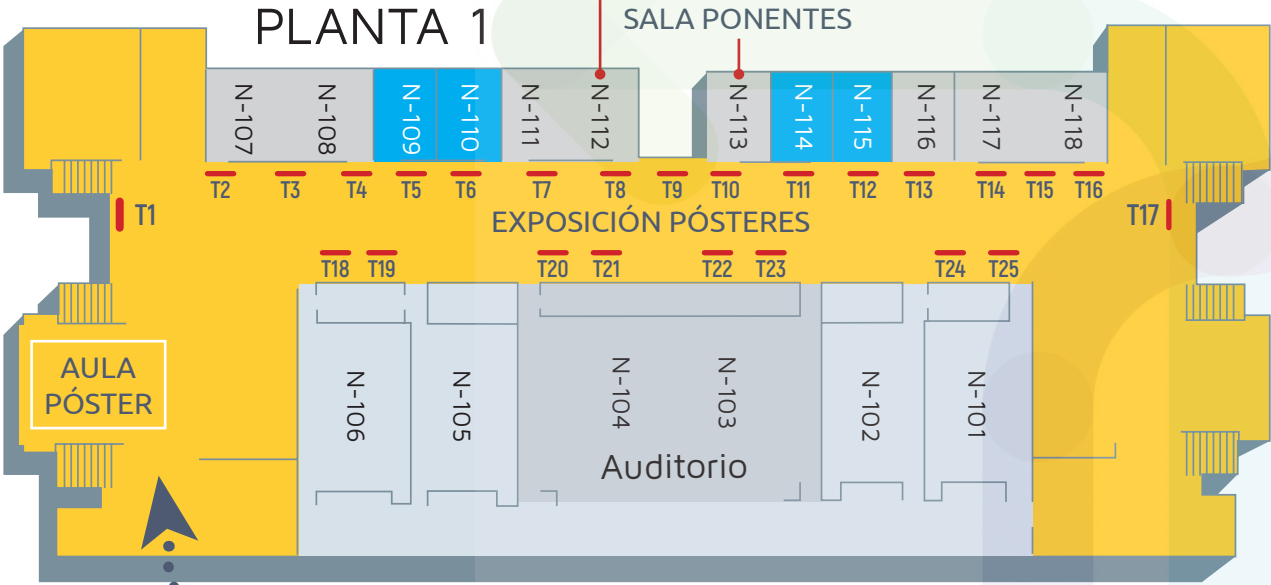 PLANTA 1
SALA PONENTES
N-107
N-108
N-109
N-110
N-111
N-112
N-113
N-114
N-115
N-116
N-117
N-118
T2
T3
T4
T5
T6
T7
T8
T9
T10
T11
T12
T13
T14
T15
T16
T1
EXPOSICIÓN PÓSTERES
T17
T18
T19
T20
T21
T22
T23
T24
T25
AULA
PÓSTER
N-106
N-105
N-104
N-103
N-102
N-101
Auditorio